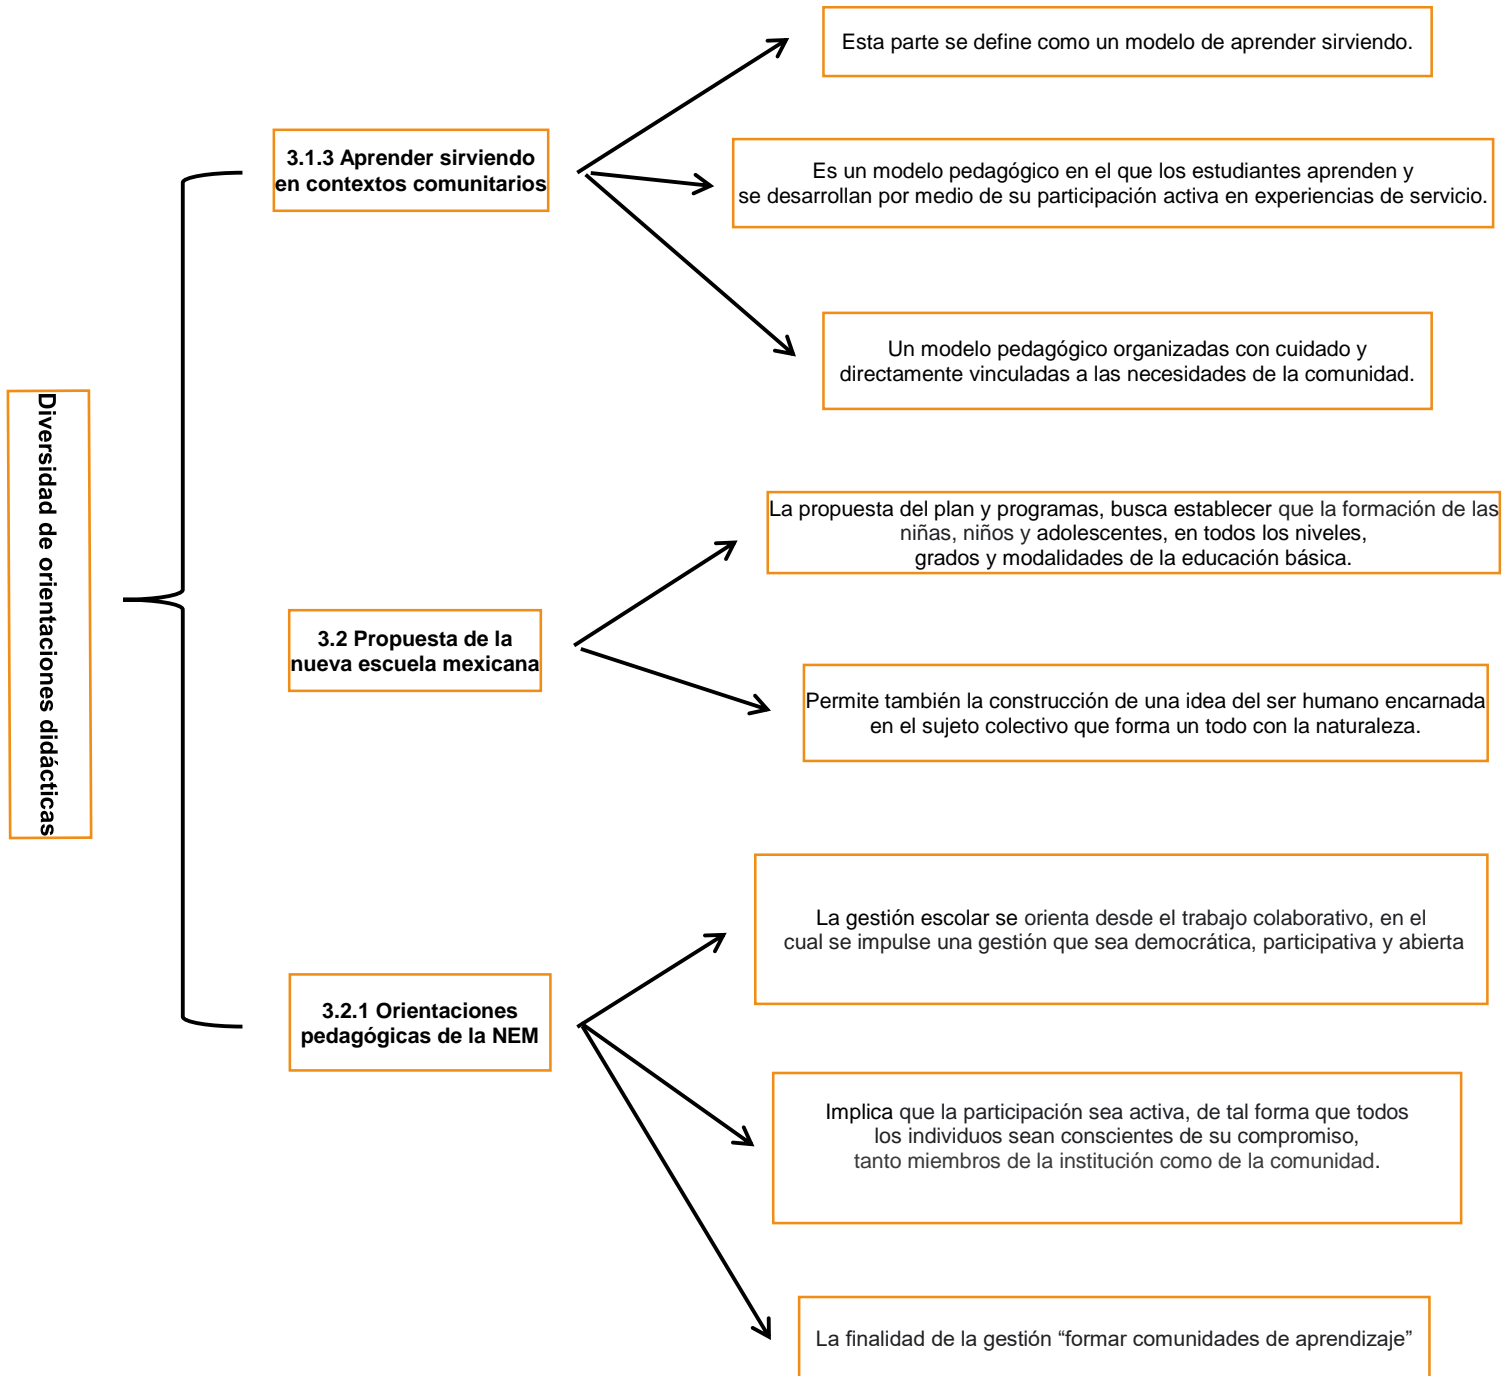 Diversidad de orientaciones didácticas
3.1.3 Aprender sirviendo
en contextos comunitarios
Esta parte se define como un modelo de aprender sirviendo.
Es un modelo pedagógico en el que los estudiantes aprenden y
se desarrollan por medio de su participación activa en experiencias de servicio.
Un modelo pedagógico organizadas con cuidado y
directamente vinculadas a las necesidades de la comunidad.
3.2 Propuesta de la
nueva escuela mexicana
La propuesta del plan y programas, busca establecer que la formación de las
niñas, niños y adolescentes, en todos los niveles,
grados y modalidades de la educación básica.
Permite también la construcción de una idea del ser humano encarnada
en el sujeto colectivo que forma un todo con la naturaleza.
3.2.1 Orientaciones
pedagógicas de la NEM
La gestión escolar se orienta desde el trabajo colaborativo, en el
cual se impulse una gestión que sea democrática, participativa y abierta
Implica que la participación sea activa, de tal forma que todos
los individuos sean conscientes de su compromiso,
tanto miembros de la institución como de la comunidad.
La finalidad de la gestión “formar comunidades de aprendizaje”